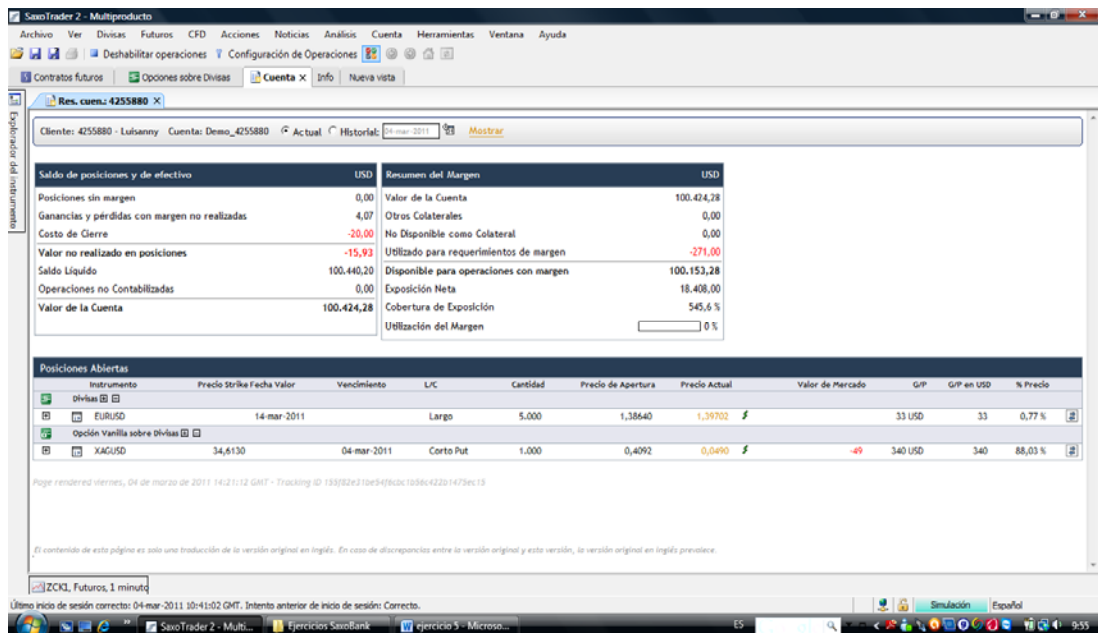 SaxoTrader 2 - Multiproducto
Archivo Ver Divisas Futuros CFD Acciones Noticias Análisis Cuenta Herramientas Ventana Ayuda
Deshabilitar operaciones Configuración de Operaciones
Contratos futuros Opciones sobre Divisas Cuenta X Info Nueva vista
Explorador del instrumento
Res. cuen.: 4255880 X
Cliente: 4255880 - Luisanny Cuenta: Demo_4255880 Actual Historial: 04-mar-2011 Mostrar
Saldo de posiciones y de efectivo USD Resumen del Margen USD
Posiciones sin margen 0,00 Valor de la Cuenta 100.424,28
Ganancias y pérdidas con margen no realizadas 4,07 Otros Colaterales 0,00
Costo de Cierre -20,00 No Disponible como Colateral 0,00
Valor no realizado en posiciones -15,93 Utilizado para requerimientos de margen -271,00
Saldo Líquido 100.440,20 Disponible para operaciones con margen 100.153,28
Operaciones no Contabilizadas 0,00 Exposición Neta 18.408,00
Valor de la Cuenta 100.424,28 Cobertura de Exposición 545,6 %
Utilización del Margen 0 %
Posiciones Abiertas
Instrumento Precio Strike Fecha Valor Vencimiento L/C Cantidad Precio de Apertura Precio Actual Valor de Mercado G/P G/P en USD % Precio
Divisas
EURUSD 14-mar-2011 Largo 5.000 1,38640 1,39702 33 USD 33 0,77 %
Opción Vanilla sobre Divisas
XAGUSD 34,6130 04-mar-2011 Corto Put 1.000 0,4092 0,0490 -49 340 USD 340 88,03 %
Page rendered viernes, 04 de marzo de 2011 14:21:12 GMT - Tracking ID
El contenido de esta página es solo una traducción de la versión original en inglés. En caso de discrepancias entre la versión original y esta versión, la versión original en inglés prevalece.
ZCK1, Futuros, 1 minuto
Último inicio de sesión correcto: 04-mar-2011 10:41:02 GMT. Intento anterior de inicio de sesión: Correcto. Simulación Español
SaxoTrader 2 - Multi... Ejercicios SaxoBank ejercicio 5 - Microso... ES 9:55